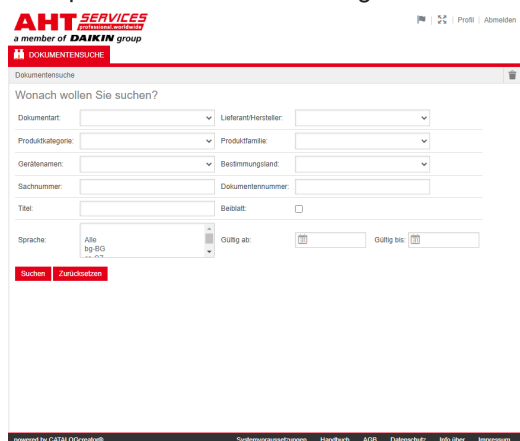 AHT SERVICES
professional.worldwide
a member of DAIKIN group
Profil | Abmelden
DOKUMENTENSUCHE
Dokumentensuche
Wonach wollen Sie suchen?
Dokumentart: Lieferant/Hersteller:
Produktkategorie: Produktfamilie:
Gerätenamen: Bestimmungsland:
Sachnummer: Dokumentennummer:
Titel: Beiblatt:
Sprache: Alle Gültig ab: Gültig bis:
bg-BG
Suchen Zurücksetzen
powered by CATALOGcreator® Systemvoraussetzungen Handbuch AGB Datenschutz Info über Impressum